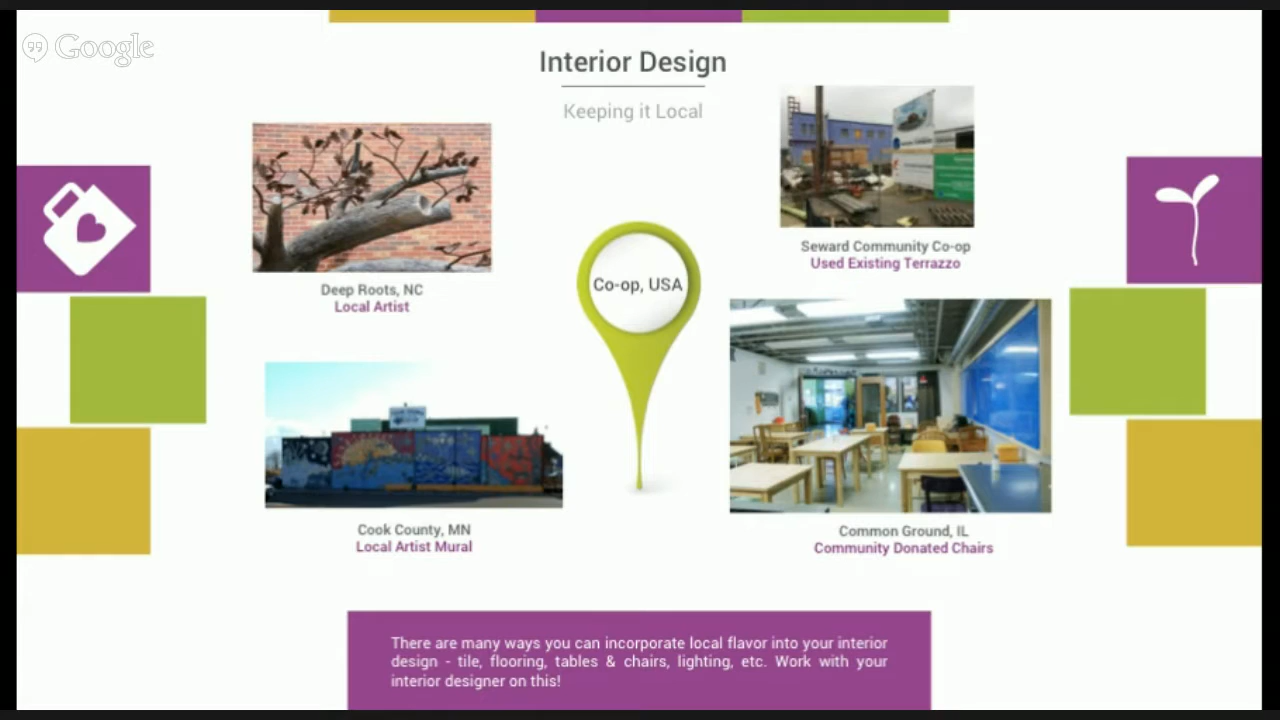 Google
Interior Design
Keeping it Local
Deep Roots, NC
Local Artist
Seward Community Co-op
Used Existing Terrazzo
Co-op, USA
Cook County, MN
Local Artist Mural
Common Ground, IL
Community Donated Chairs
There are many ways you can incorporate local flavor into your interior
design - tile, flooring, tables & chairs, lighting, etc. Work with your
interior designer on this!